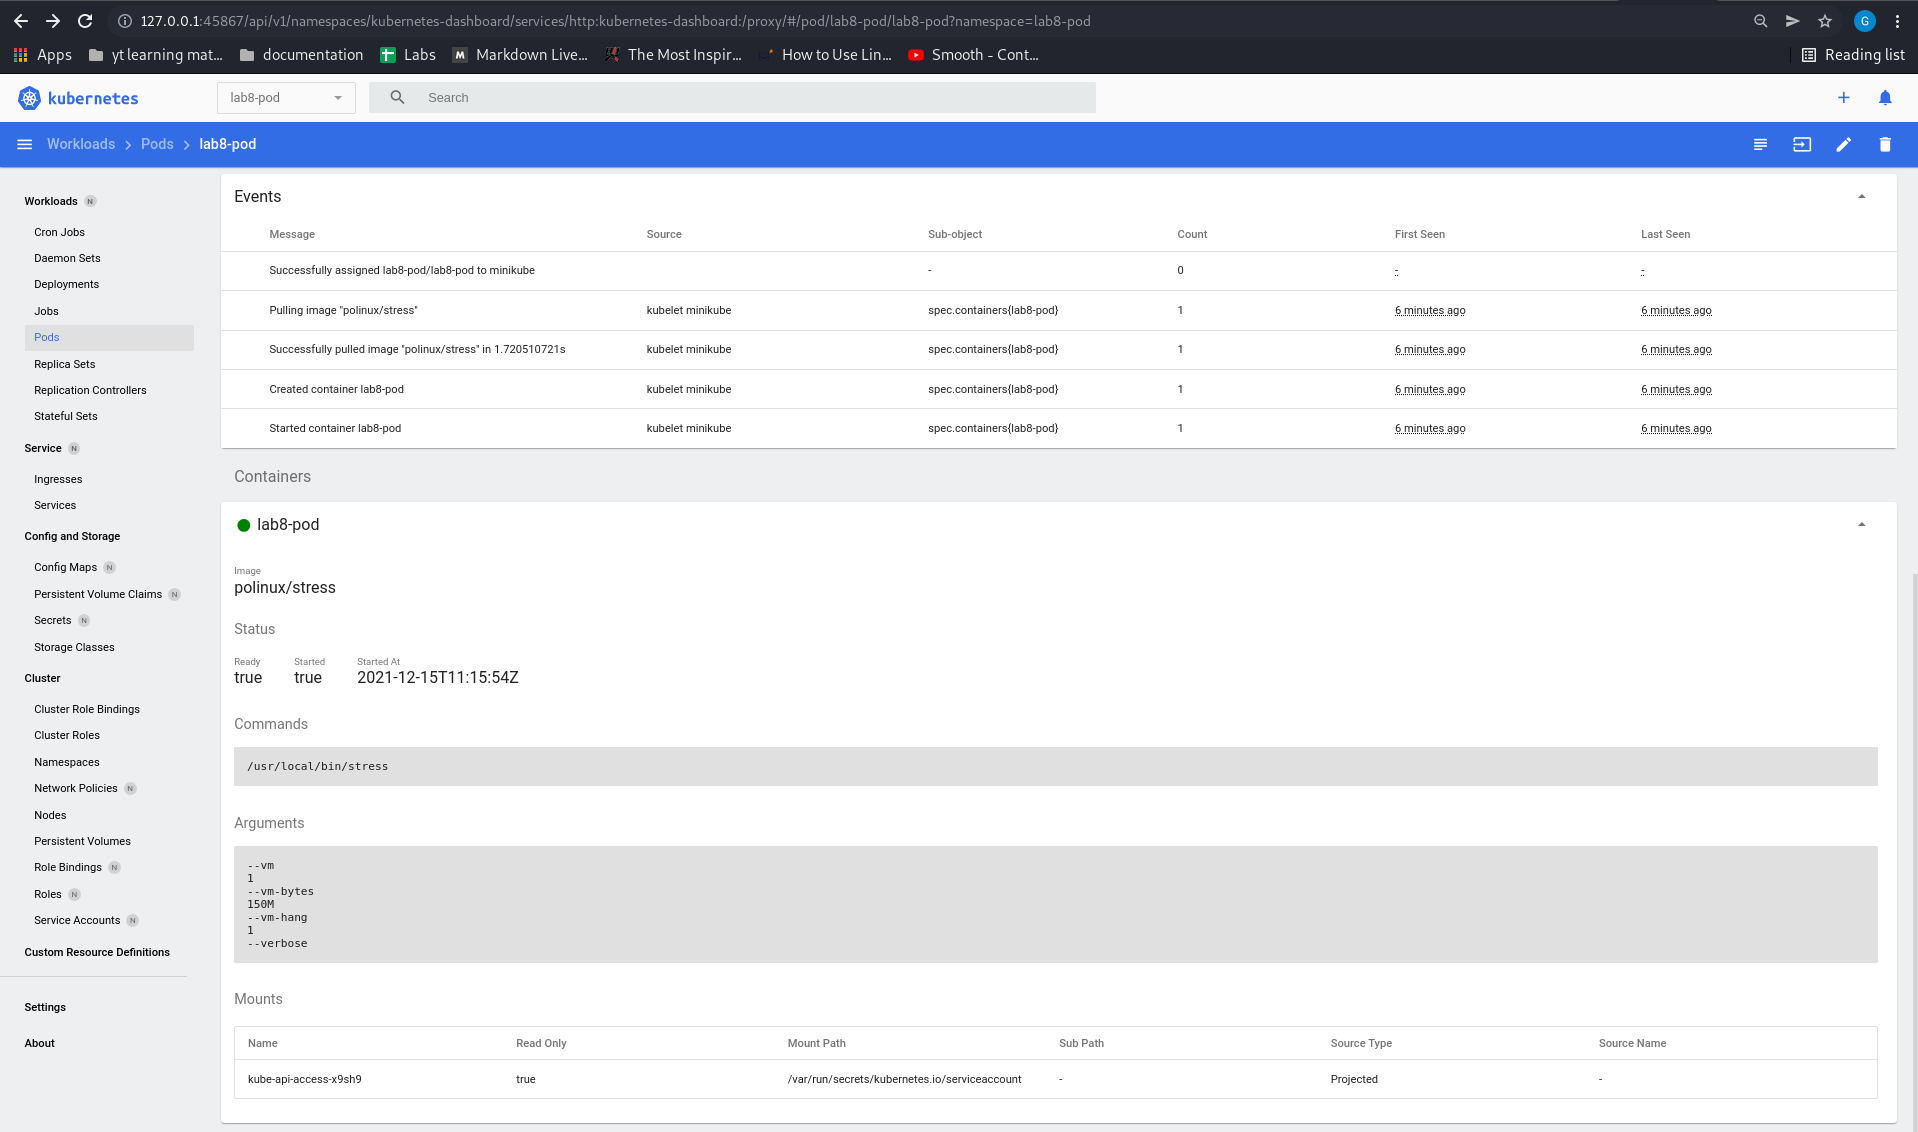 127.0.0.1:45867/api/v1/namespaces/kubernetes-dashboard/services/http:kubernetes-dashboard:/proxy/#/pod/lab8-pod/lab8-pod?namespace=lab8-pod G
Apps yt learning mat... documentation Labs M Markdown Live... The Most Inspir... How to Use Lin... Smooth - Cont... Reading list
kubernetes lab8-pod Search
Workloads Pods lab8-pod
Workloads N
Cron Jobs
Daemon Sets
Deployments
Jobs
Pods
Replica Sets
Replication Controllers
Stateful Sets
Service N
Ingresses
Services
Config and Storage
Config Maps N
Persistent Volume Claims N
Secrets N
Storage Classes
Cluster
Cluster Role Bindings
Cluster Roles
Namespaces
Network Policies N
Nodes
Persistent Volumes
Role Bindings N
Roles N
Service Accounts N
Custom Resource Definitions
Settings
About
Events
Message Source Sub-object Count First Seen Last Seen
Successfully assigned lab8-pod/lab8-pod to minikube - 0 - -
Pulling image "polinux/stress" kubelet minikube spec.containers{lab8-pod} 1 6 minutes ago 6 minutes ago
Successfully pulled image "polinux/stress" in 1.720510721s kubelet minikube spec.containers{lab8-pod} 1 6 minutes ago 6 minutes ago
Created container lab8-pod kubelet minikube spec.containers{lab8-pod} 1 6 minutes ago 6 minutes ago
Started container lab8-pod kubelet minikube spec.containers{lab8-pod} 1 6 minutes ago 6 minutes ago
Containers
lab8-pod
Image
polinux/stress
Status
Ready Started Started At
true true 2021-12-15T11:15:54Z
Commands
/usr/local/bin/stress
Arguments
--vm
1
--vm-bytes
150M
--vm-hang
1
--verbose
Mounts
Name Read Only Mount Path Sub Path Source Type Source Name
kube-api-access-x9sh9 true /var/run/secrets/kubernetes.io/serviceaccount - Projected -